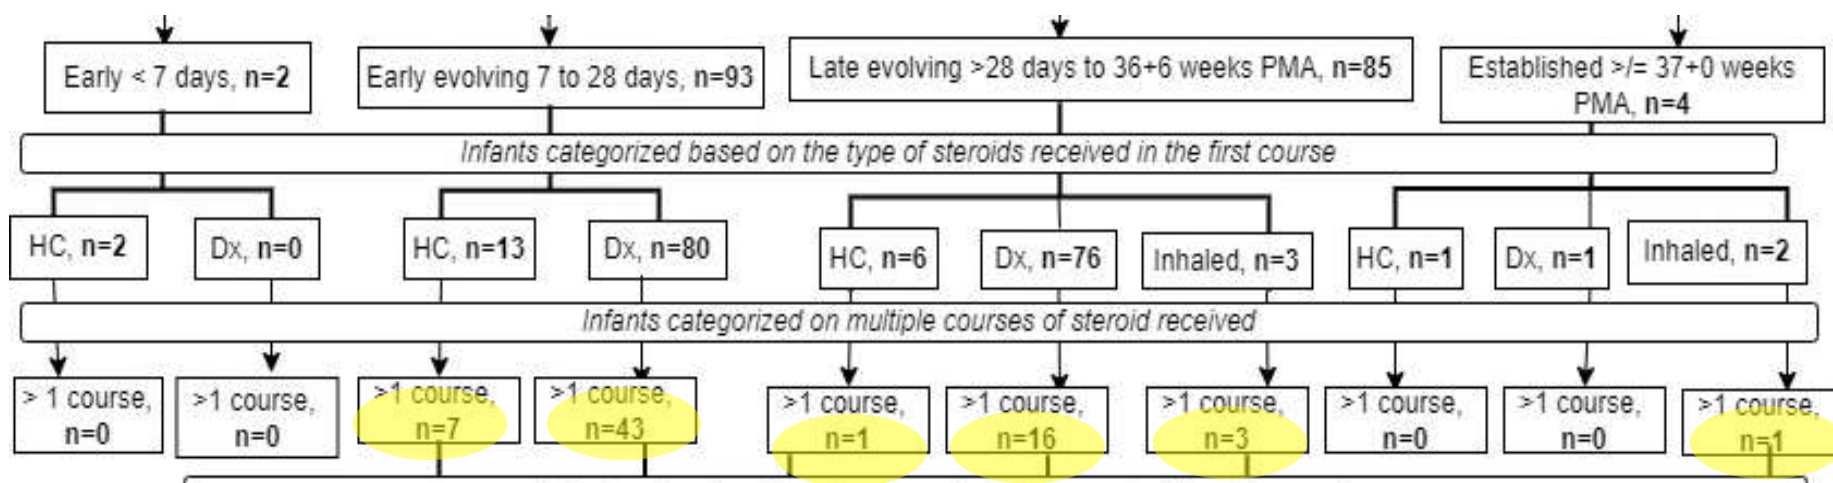 Early < 7 days, n=2
Early evolving 7 to 28 days, n=93
Late evolving >28 days to 36+6 weeks PMA, n=85
Established >/= 37+0 weeks
PMA, n=4
Infants categorized based on the type of steroids received in the first course
HC, n=2
Dx, n=0
HC, n=13
Dx, n=80
HC, n=6
Dx, n=76
Inhaled, n=3
HC, n=1
Dx, n=1
Inhaled, n=2
Infants categorized on multiple courses of steroid received
> 1 course,
n=0
>1 course,
n=0
>1 course,
n=7
>1 course,
n=43
>1 course,
n=1
>1 course,
n=16
>1 course,
n=3
>1 course,
n=0
>1 course,
n=0
>1 course,
n=1